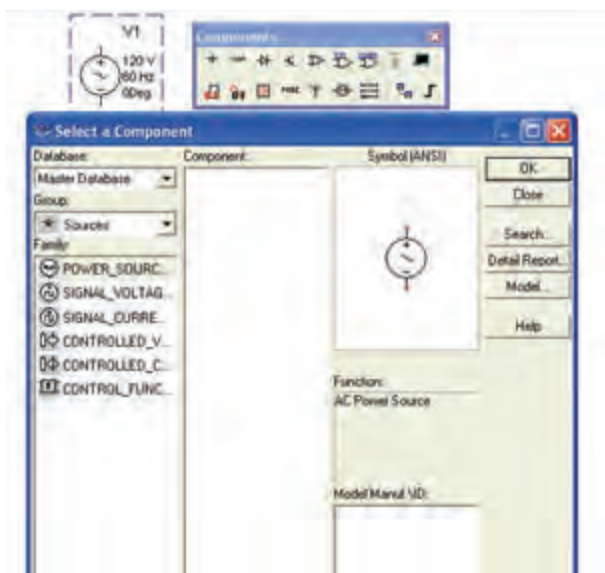 V1
120 V
60 Hz
0Deg
Components
MISC
Select a Component
Database:
Master Database
Group:
Sources
Family:
POWER_SOURC...
SIGNAL_VOLTAG...
SIGNAL_CURRE...
CONTROLLED_V...
CONTROLLED_C...
CONTROL_FUNC...
Component:
Symbol (ANSI)
Function:
AC Power Source
Model Manuf.\ID:
OK
Close
Search...
Detail Report...
Model...
Help